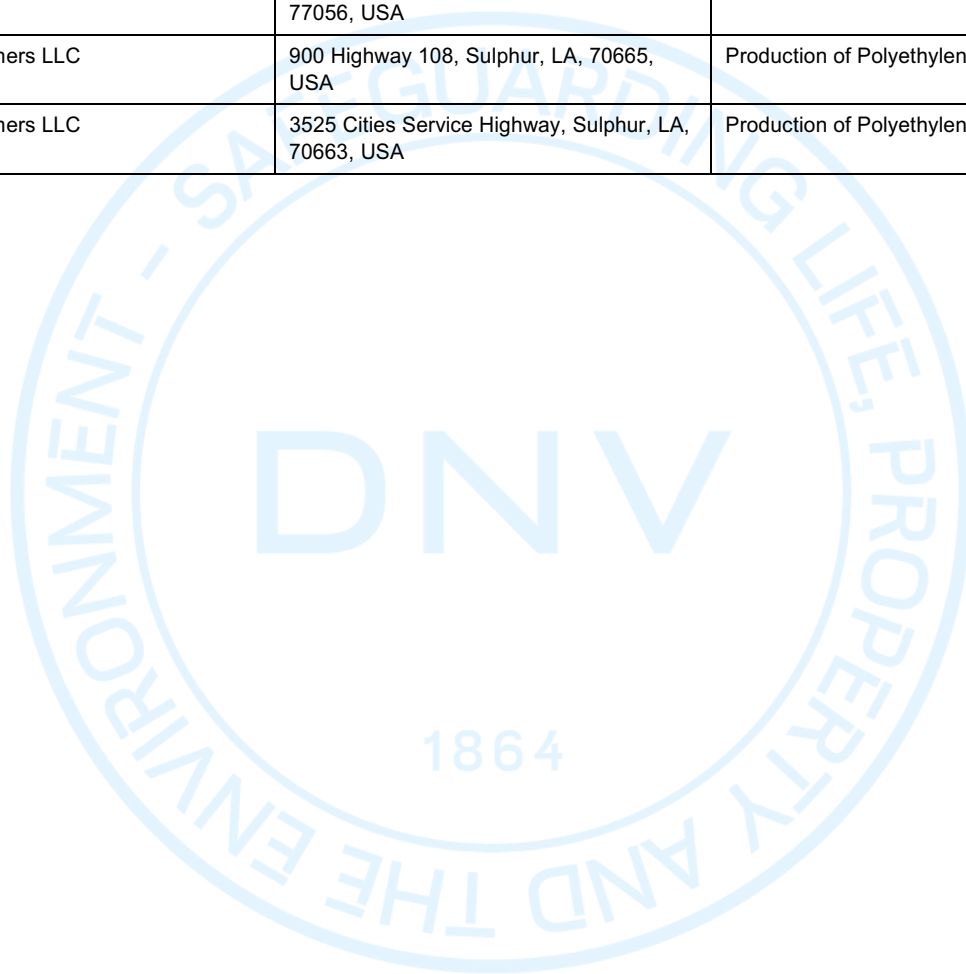 77056, USA
ners LLC 900 Highway 108, Sulphur, LA, 70665, Production of Polyethylen
USA
ners LLC 3525 Cities Service Highway, Sulphur, LA, Production of Polyethylen
70663, USA
SAFEGUARDING LIFE, PROPERTY AND THE ENVIRONMENT -
DNV
1864